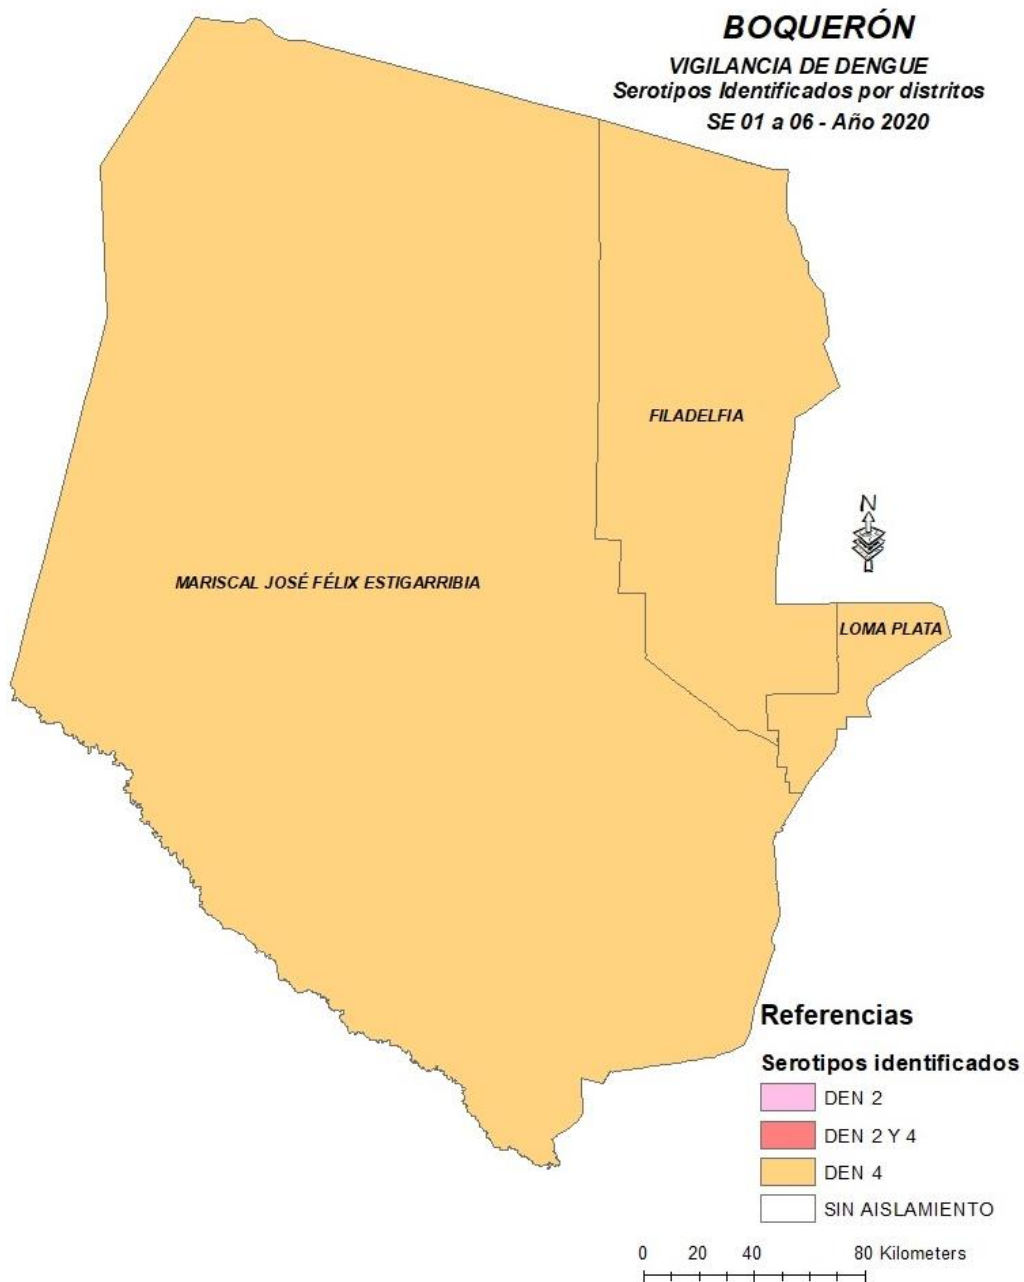 BOQUERÓN
VIGILANCIA DE DENGUE
Serotipos Identificados por distritos
SE 01 a 06 - Año 2020
FILADELFIA
N
MARISCAL JOSÉ FÉLIX ESTIGARRIBIA
LOMA PLATA
Referencias
Serotipos identificados
DEN 2
DEN 2 Y 4
DEN 4
SIN AISLAMIENTO
0 20 40 80 Kilometers